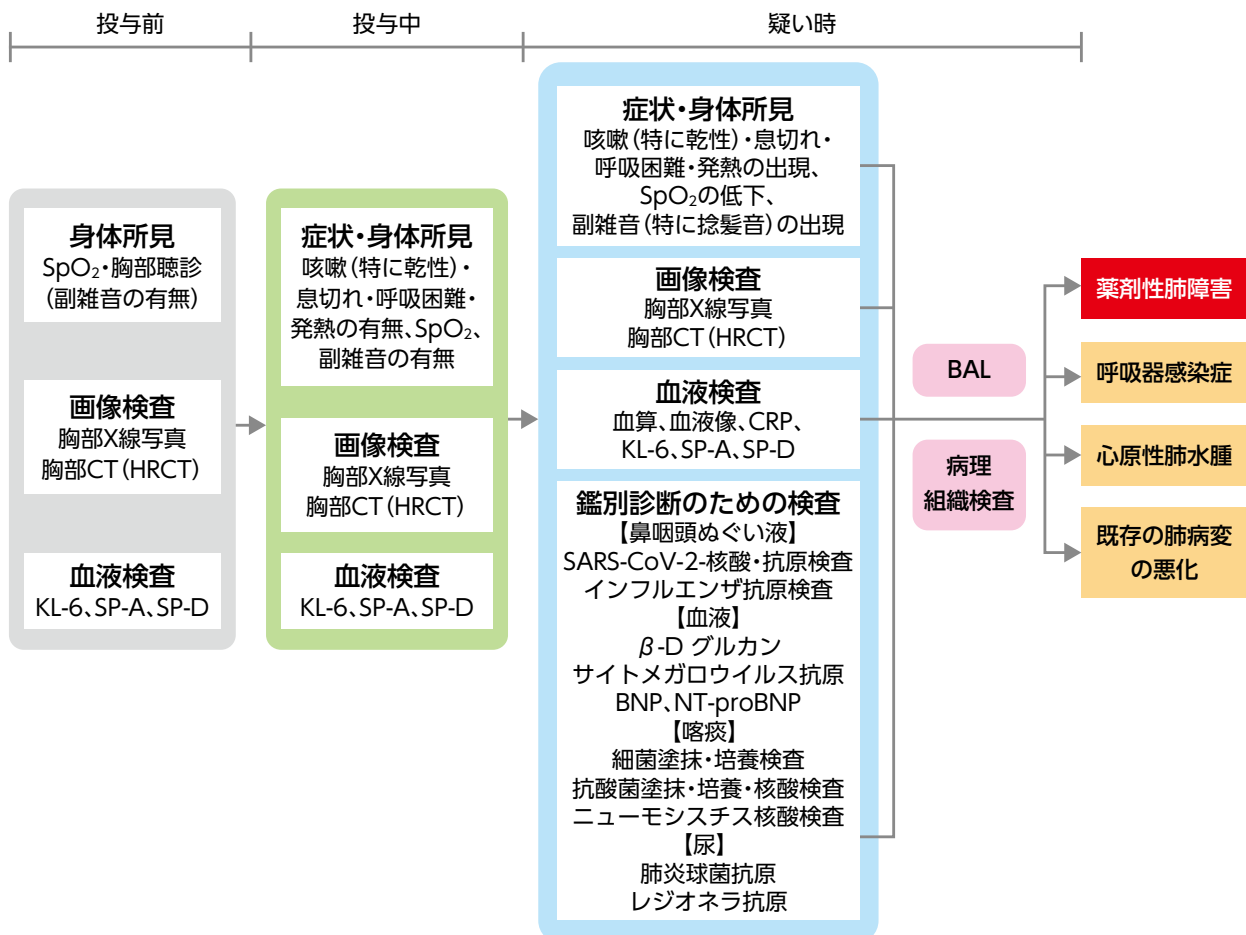 投与前
投与中
疑い時
身体所見
SpO₂・胸部聴診
(副雑音の有無)
画像検査
胸部X線写真
胸部CT(HRCT)
血液検査
KL-6、SP-A、SP-D
症状・身体所見
咳嗽(特に乾性)・
息切れ・呼吸困難・
発熱の有無、SpO₂、
副雑音の有無
画像検査
胸部X線写真
胸部CT(HRCT)
血液検査
KL-6、SP-A、SP-D
症状・身体所見
咳嗽(特に乾性)・息切れ・
呼吸困難・発熱の出現、
SpO₂の低下、
副雑音(特に捻髪音)の出現
画像検査
胸部X線写真
胸部CT(HRCT)
血液検査
血算、血液像、CRP、
KL-6、SP-A、SP-D
鑑別診断のための検査
【鼻咽頭ぬぐい液】
SARS-CoV-2-核酸・抗原検査
インフルエンザ抗原検査
【血液】
β-D グルカン
サイトメガロウイルス抗原
BNP、NT-proBNP
【喀痰】
細菌塗抹・培養検査
抗酸菌塗抹・培養・核酸検査
ニューモシスチス核酸検査
【尿】
肺炎球菌抗原
レジオネラ抗原
BAL
病理
組織検査
薬剤性肺障害
呼吸器感染症
心原性肺水腫
既存の肺病変
の悪化